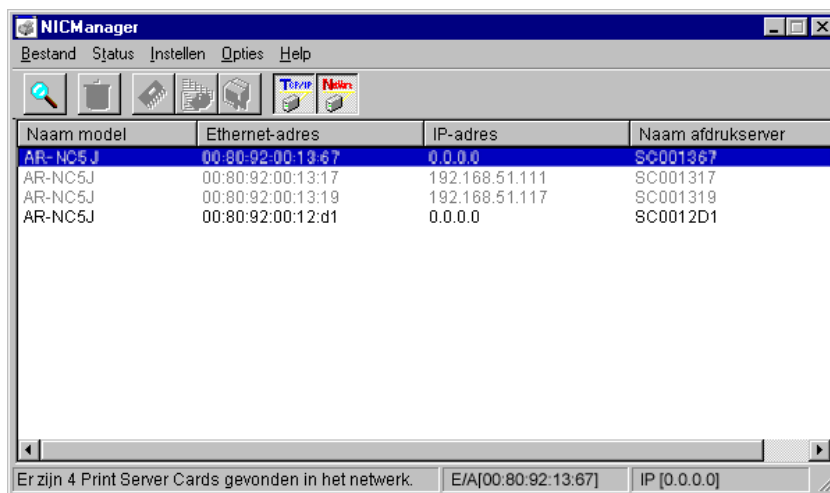 NICManager
Bestand Status Instellen Opties Help
TCP/IP NetWare
Naam model Ethernet-adres IP-adres Naam afdrukserver
AR-NC5J 00:80:92:00:13:67 0.0.0.0 SC001367
AR-NC5J 00:80:92:00:13:17 192.168.51.111 SC001317
AR-NC5J 00:80:92:00:13:19 192.168.51.117 SC001319
AR-NC5J 00:80:92:00:12:d1 0.0.0.0 SC0012D1
Er zijn 4 Print Server Cards gevonden in het netwerk. E/A[00:80:92:13:67] IP [0.0.0.0]